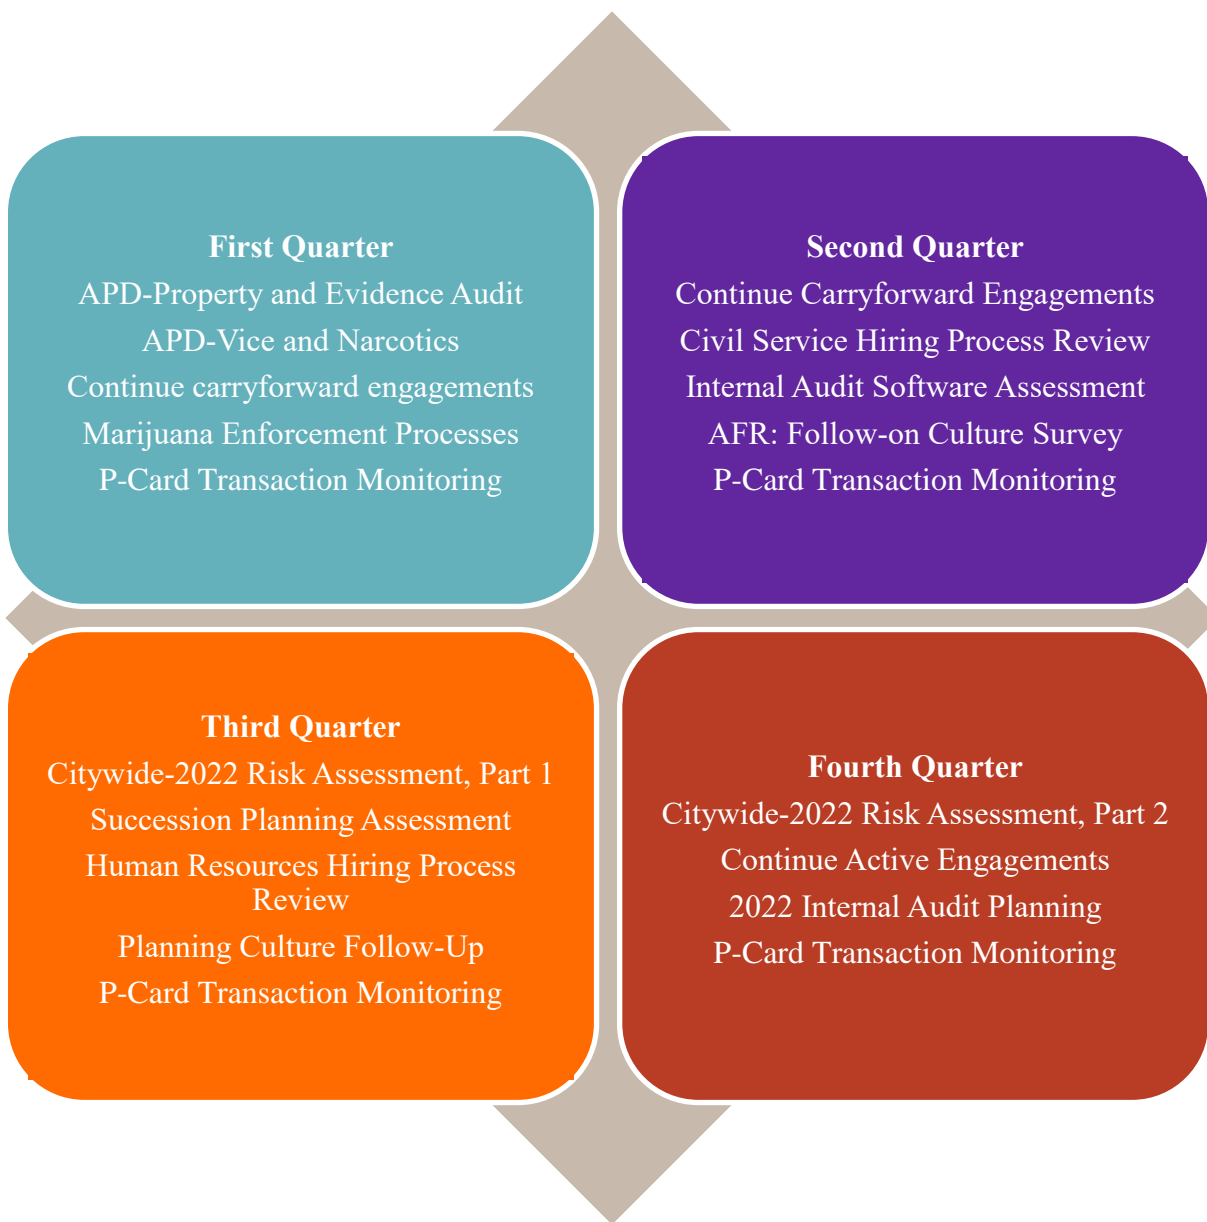 First Quarter
APD-Property and Evidence Audit
APD-Vice and Narcotics
Continue carryforward engagements
Marijuana Enforcement Processes
P-Card Transaction Monitoring
Second Quarter
Continue Carryforward Engagements
Civil Service Hiring Process Review
Internal Audit Software Assessment
AFR: Follow-on Culture Survey
P-Card Transaction Monitoring
Third Quarter
Citywide-2022 Risk Assessment, Part 1
Succession Planning Assessment
Human Resources Hiring Process
Review
Planning Culture Follow-Up
P-Card Transaction Monitoring
Fourth Quarter
Citywide-2022 Risk Assessment, Part 2
Continue Active Engagements
2022 Internal Audit Planning
P-Card Transaction Monitoring